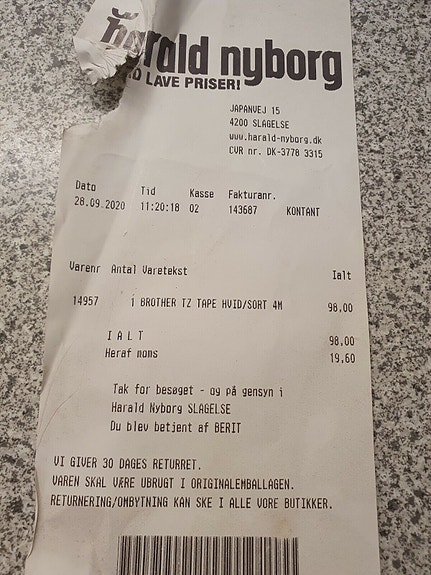 harald nyborg
LAVE PRISER!
JAPANVEJ 15
4200 SLAGELSE
www.harald-nyborg.dk
CVR nr. DK-3778 3315
Dato Tid Kasse Fakturanr.
28.09.2020 11:20:18 02 143687 KONTANT
Varenr Antal Varetekst Ialt
14957 1 BROTHER TZ TAPE HVID/SORT 4M 98,00
I A L T 98,00
Heraf moms 19,60
Tak for besøget - og på gensyn i
Harald Nyborg SLAGELSE
Du blev betjent af BERIT
VI GIVER 30 DAGES RETURRET.
VAREN SKAL VÆRE UBRUGT I ORIGINALEMBALLAGEN.
RETURNERING/OMBYTNING KAN SKE I ALLE VORE BUTIKKER.